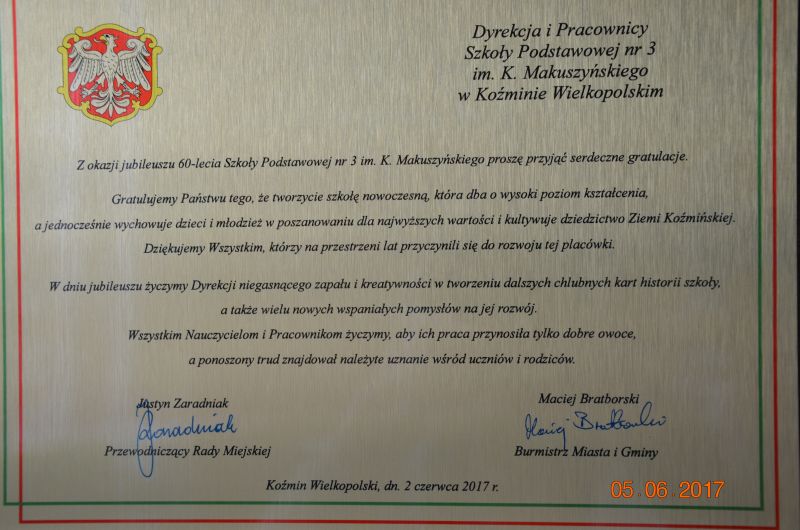 Dyrekcja i Pracownicy
Szkoły Podstawowej nr 3
im. K. Makuszyńskiego
w Koźminie Wielkopolskim
Z okazji jubileuszu 60-lecia Szkoły Podstawowej nr 3 im. K. Makuszyńskiego proszę przyjąć serdeczne gratulacje.
Gratulujemy Państwu tego, że tworzycie szkołę nowoczesną, która dba o wysoki poziom kształcenia,
a jednocześnie wychowuje dzieci i młodzież w poszanowaniu dla najwyższych wartości i kultywuje dziedzictwo Ziemi Koźmińskiej.
Dziękujemy Wszystkim, którzy na przestrzeni lat przyczynili się do rozwoju tej placówki.
W dniu jubileuszu życzymy Dyrekcji niegasnącego zapału i kreatywności w tworzeniu dalszych chlubnych kart historii szkoły,
a także wielu nowych wspaniałych pomysłów na jej rozwój.
Wszystkim Nauczycielom i Pracownikom życzymy, aby ich praca przynosiła tylko dobre owoce,
a ponoszony trud znajdował należyte uznanie wśród uczniów i rodziców.
Justyn Zaradniak
Zaradniak
Przewodniczący Rady Miejskiej
Maciej Bratborski
Maciej Bratborski
Burmistrz Miasta i Gminy
Koźmin Wielkopolski, dn. 2 czerwca 2017 r.
05.06.2017